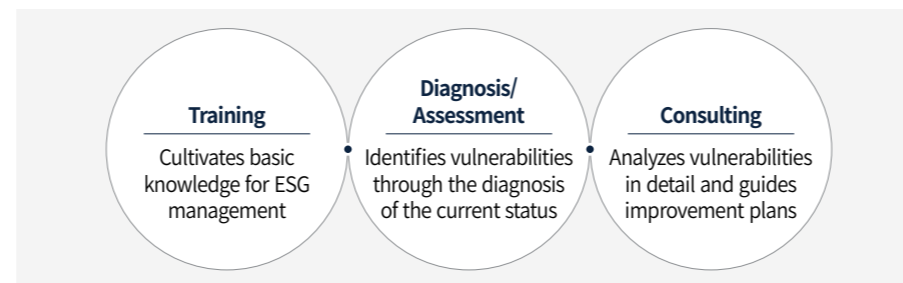 Training
Cultivates basic
knowledge for ESG
management
Diagnosis/
Assessment
Identifies vulnerabilities
through the diagnosis
of the current status
Consulting
Analyzes vulnerabilities
in detail and guides
improvement plans